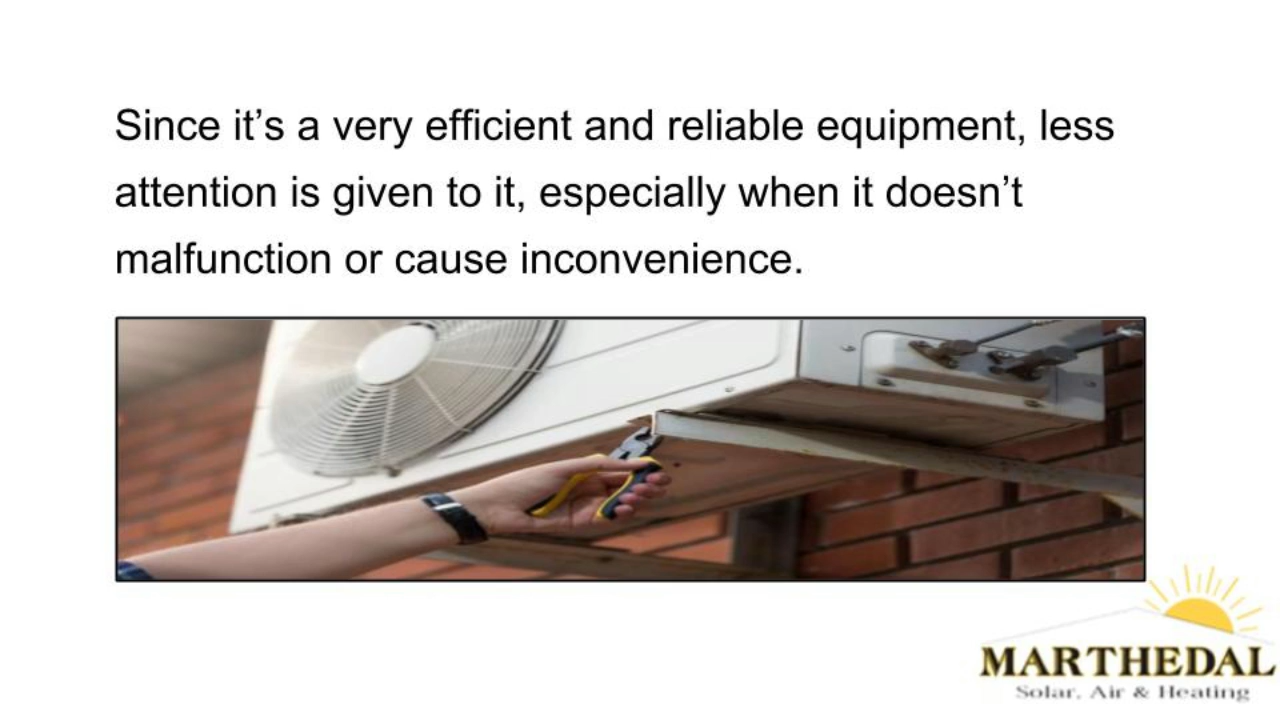 Since it’s a very efficient and reliable equipment, less
attention is given to it, especially when it doesn’t
malfunction or cause inconvenience.
MARTHEDAL
Solar, Air & Heating